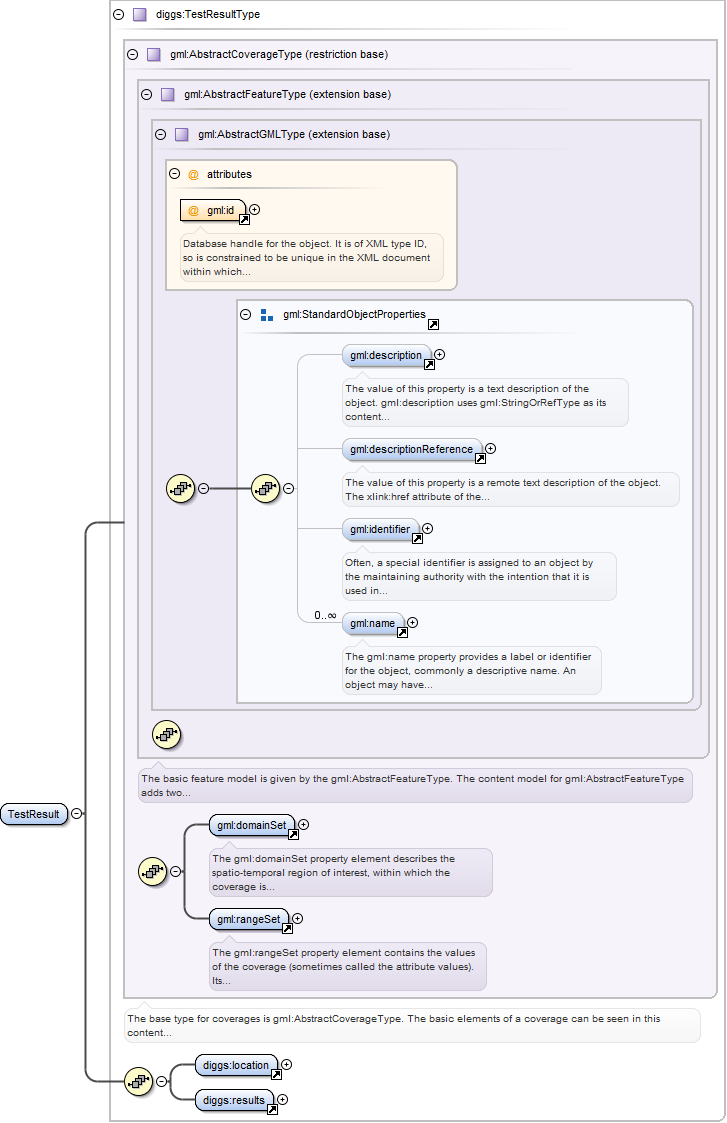 diggs:TestResultType
gml:AbstractCoverageType (restriction base)
gml:AbstractFeatureType (extension base)
gml:AbstractGMLType (extension base)
@ attributes
@ gml:id
Database handle for the object. It is of XML type ID,
so is constrained to be unique in the XML document
within which...
gml:StandardObjectProperties
gml:description
The value of this property is a text description of the
object. gml:description uses gml:StringOrRefType as its
content...
gml:descriptionReference
The value of this property is a remote text description of the object.
The xlink:href attribute of the...
gml:identifier
Often, a special identifier is assigned to an object by
the maintaining authority with the intention that it is
used in...
0..∞
gml:name
The gml:name property provides a label or identifier
for the object, commonly a descriptive name. An
object may have...
The basic feature model is given by the gml:AbstractFeatureType. The content model for gml:AbstractFeatureType
adds two...
TestResult
gml:domainSet
The gml:domainSet property element describes the
spatio-temporal region of interest, within which the
coverage is...
gml:rangeSet
The gml:rangeSet property element contains the values
of the coverage (sometimes called the attribute values).
Its...
The base type for coverages is gml:AbstractCoverageType. The basic elements of a coverage can be seen in this
content...
diggs:location
diggs:results